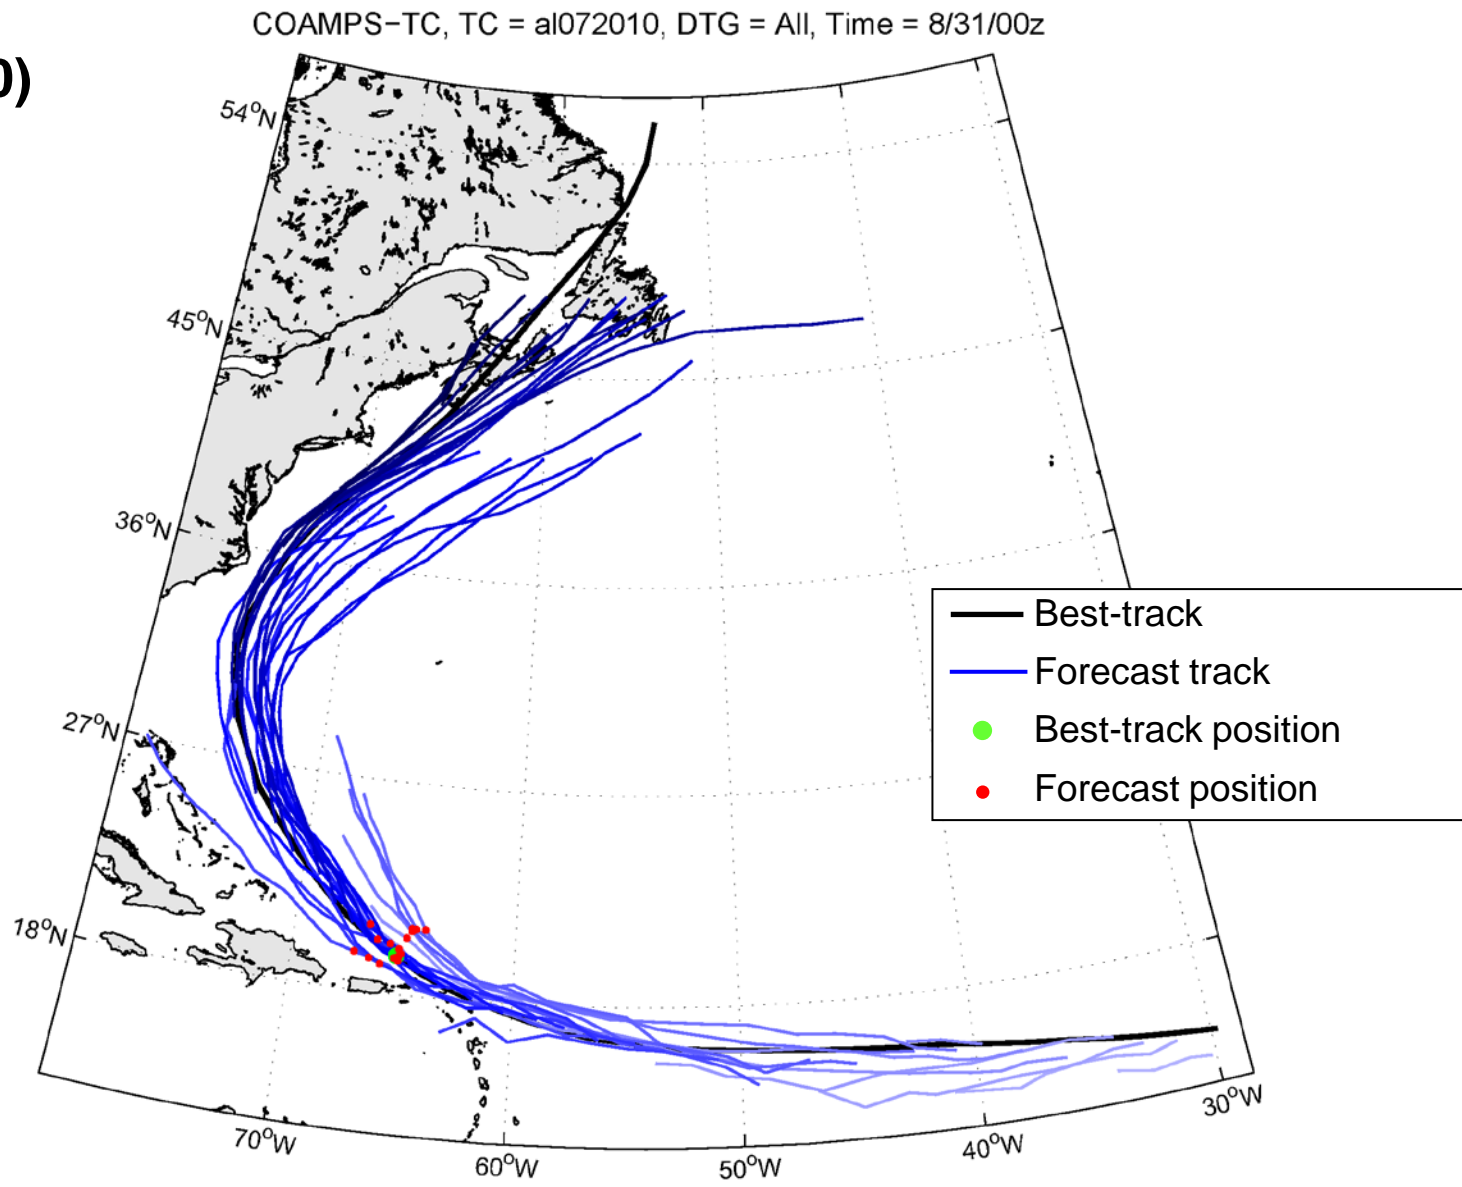 COAMPS−TC, TC = al072010, DTG = All, Time = 8/31/00z
0)
54°N
45°N
36°N
27°N
18°N
Best-track
Forecast track
Best-track position
Forecast position
70°W
60°W
50°W
40°W
30°W